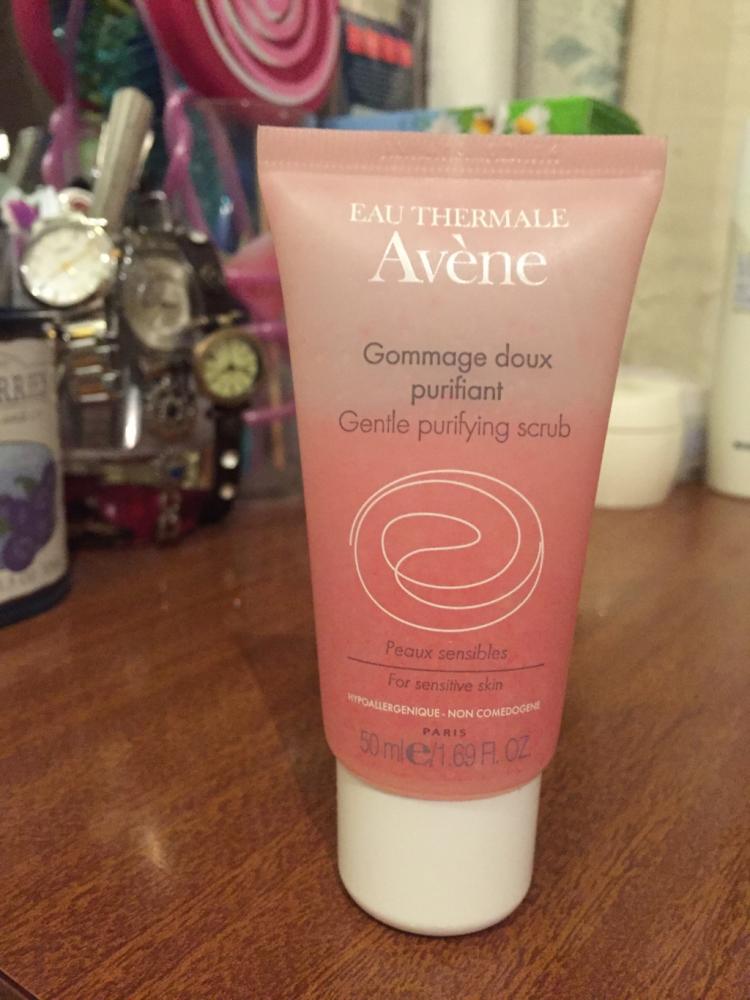 EAU THERMALE
Avène
Gommage doux
purifiant
Gentle purifying scrub
Peaux sensibles
For sensitive skin
HYPOALLERGENIQUE - NON COMEDOGENE
PARIS
50 ml e/1.69 FL. OZ.